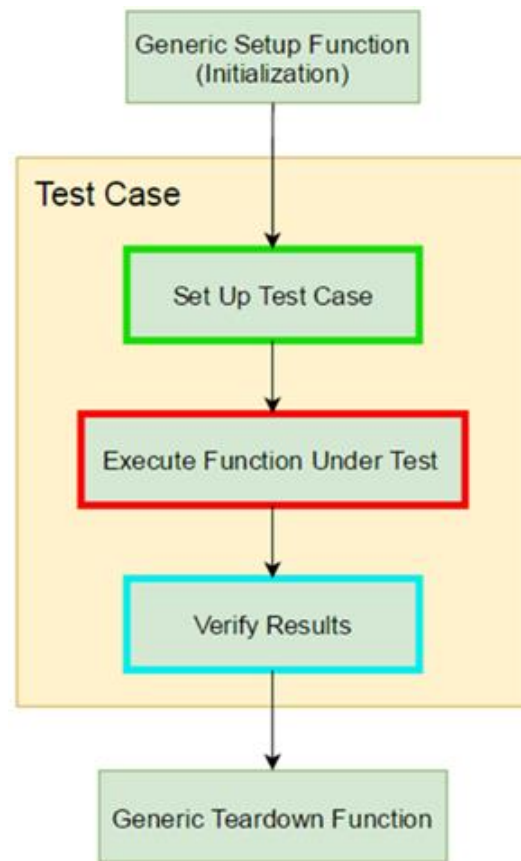 Generic Setup Function
(Initialization)
Test Case
Set Up Test Case
Execute Function Under Test
Verify Results
Generic Teardown Function